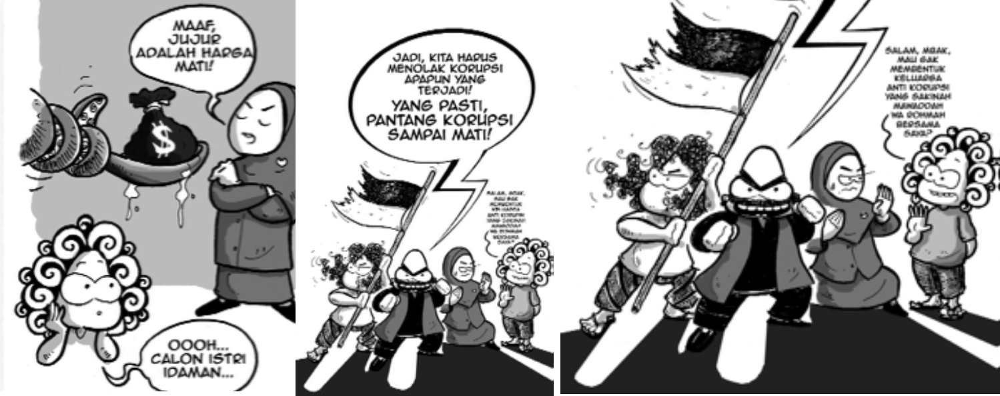 MAAF,
JUJUR
ADALAH HARGA
MATI!
OOOH...
CALON ISTRI
IDAMAN...
JADI, KITA HARUS
MENOLAK KORUPSI
APAPUN YANG
TERJADI!
YANG PASTI,
PANTANG KORUPSI
SAMPAI MATI!
SALAM, MBAK,
MAU GAK
MEMBENTUK
KELUARGA
ANTI KORUPSI
YANG SAKINAH
MAWADDAH
WA ROHMAH
BERSAMA
SAYA?
SALAM, MBAK,
MAU GAK
MEMBENTUK
KELUARGA
ANTI KORUPSI
YANG SAKINAH
MAWADDAH
WA ROHMAH
BERSAMA
SAYA?